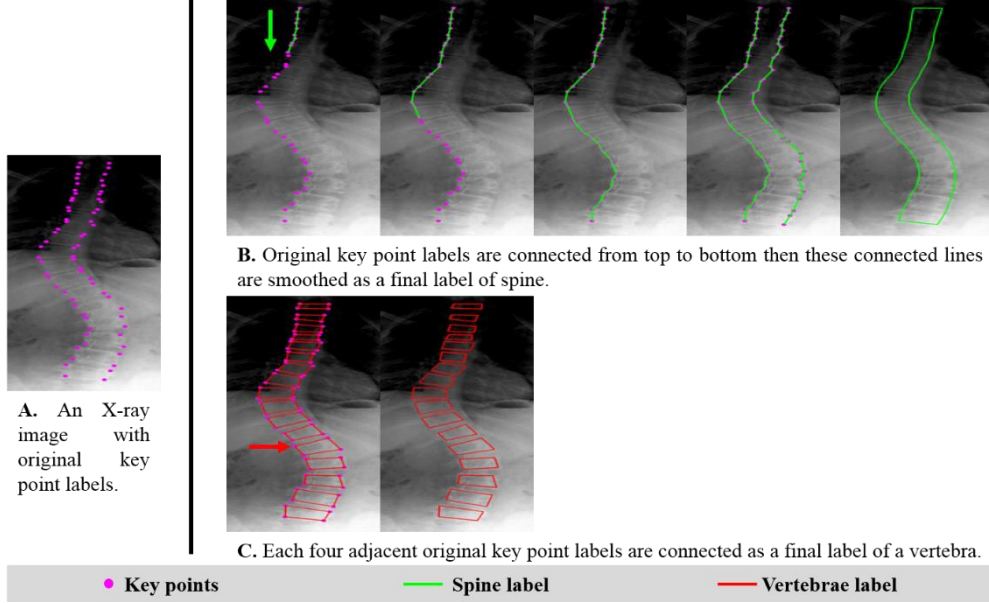 A. An X-ray
image with
original key
point labels.
B. Original key point labels are connected from top to bottom then these connected lines
are smoothed as a final label of spine.
C. Each four adjacent original key point labels are connected as a final label of a vertebra.
Key points
Spine label
Vertebrae label